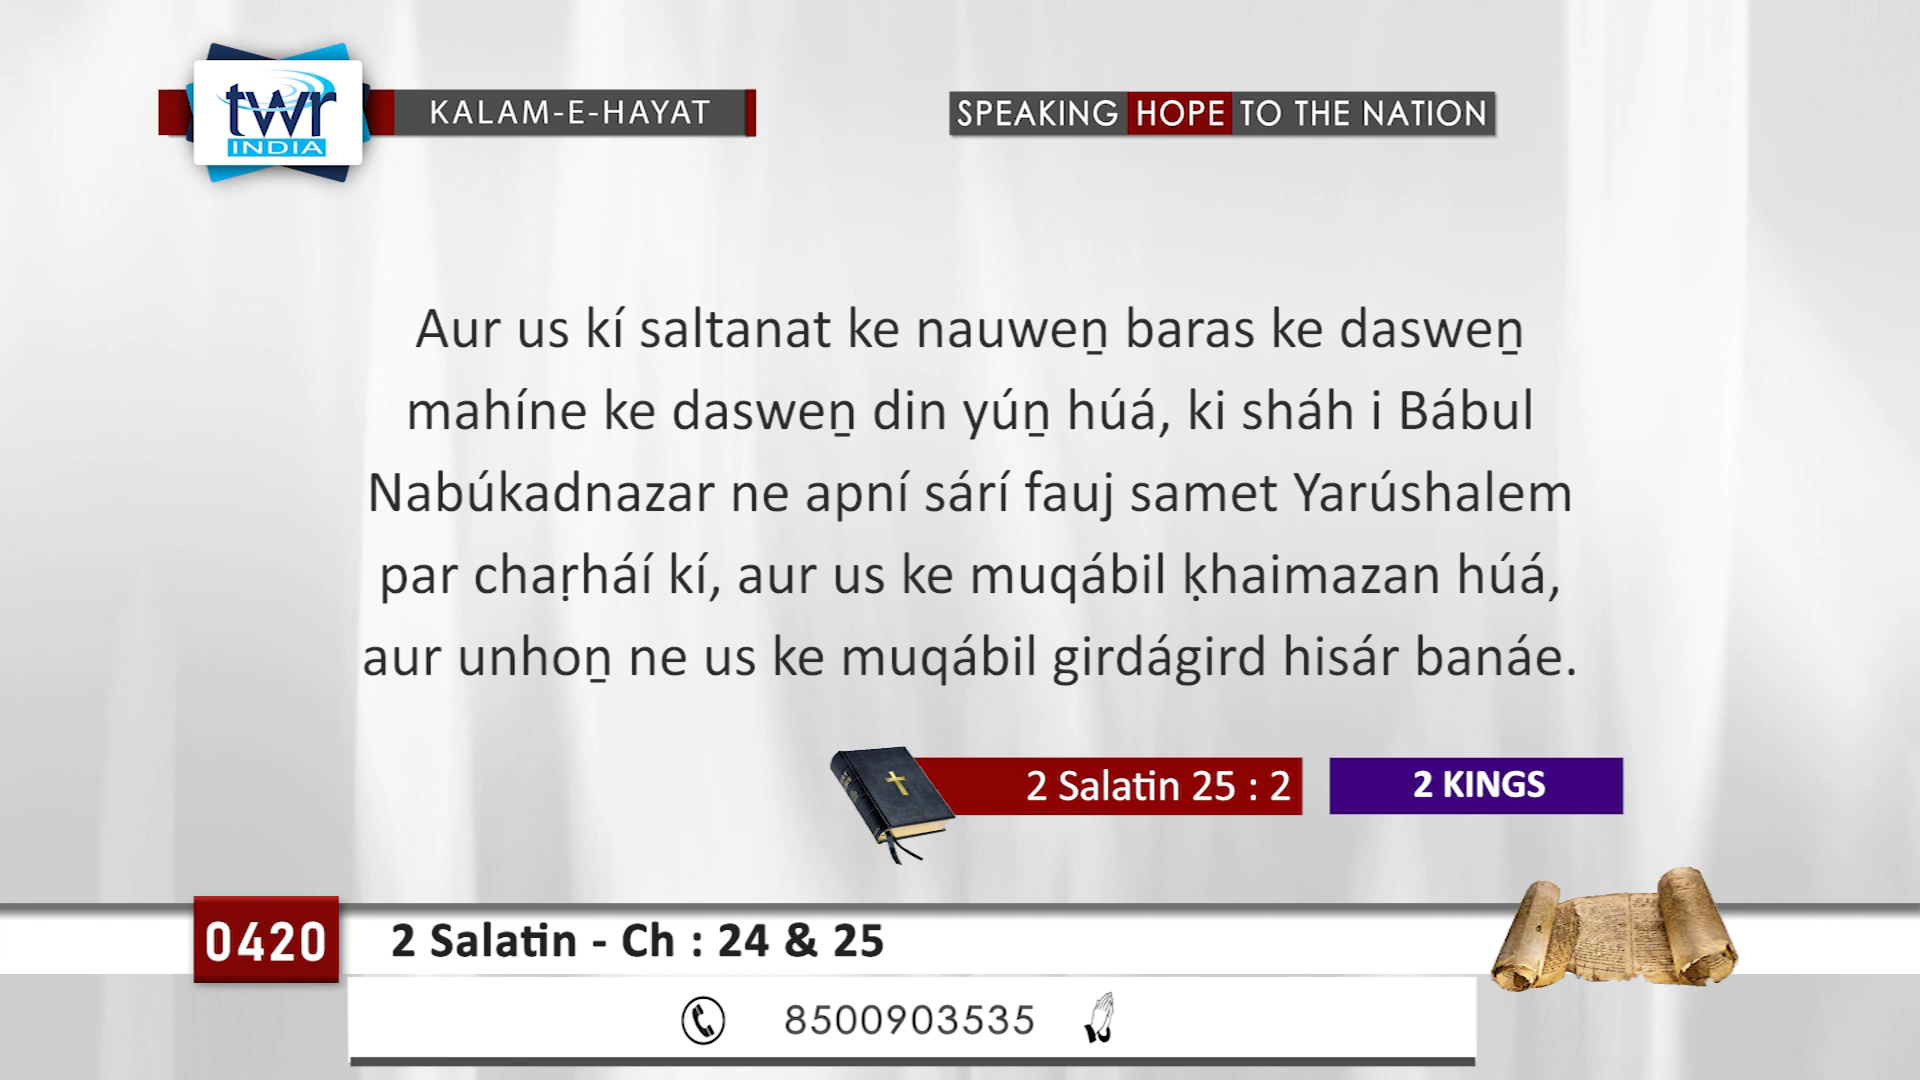 twr
INDIA
KALAM-E-HAYAT
SPEAKING HOPE TO THE NATION
Aur us kí saltanat ke nauweṉ baras ke dasweṉ
mahíne ke dasweṉ din yúṉ húá, ki sháh i Bábul
Nabúkadnazar ne apní sárí fauj samet Yarúshalem
par chaṛháí kí, aur us ke muqábil ḳhaimazan húá,
aur unhoṉ ne us ke muqábil girdágird hisár banáe.
2 Salatin 25 : 2
2 KINGS
0420
2 Salatin - Ch : 24 & 25
8500903535